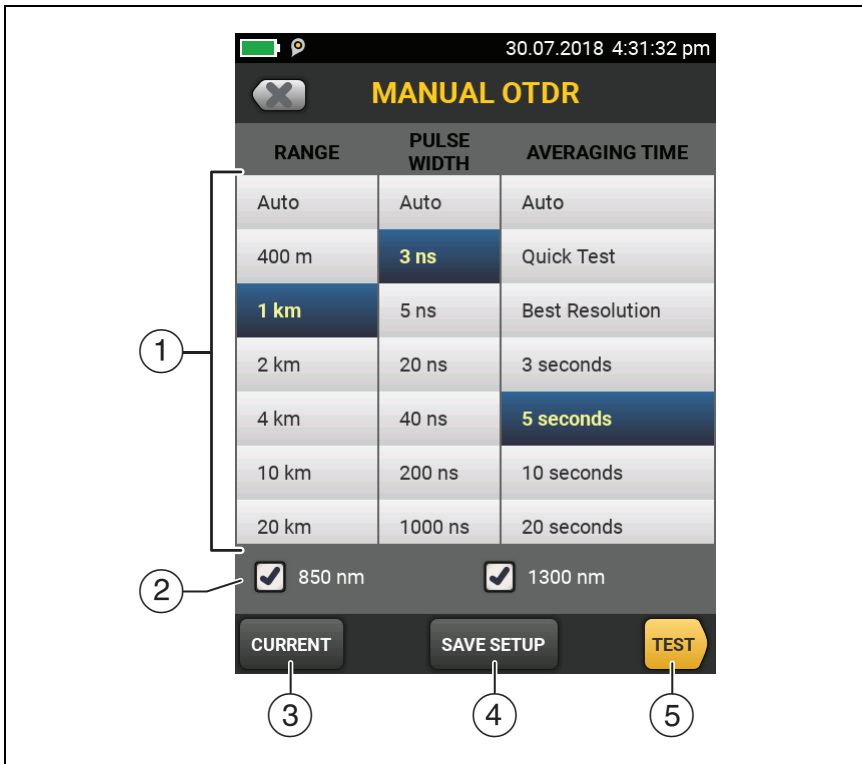 30.07.2018 4:31:32 pm
MANUAL OTDR
RANGE PULSE WIDTH AVERAGING TIME
Auto Auto Auto
400 m 3 ns Quick Test
1 km 5 ns Best Resolution
2 km 20 ns 3 seconds
4 km 40 ns 5 seconds
10 km 200 ns 10 seconds
20 km 1000 ns 20 seconds
1
2 850 nm 1300 nm
CURRENT SAVE SETUP TEST
3 4 5